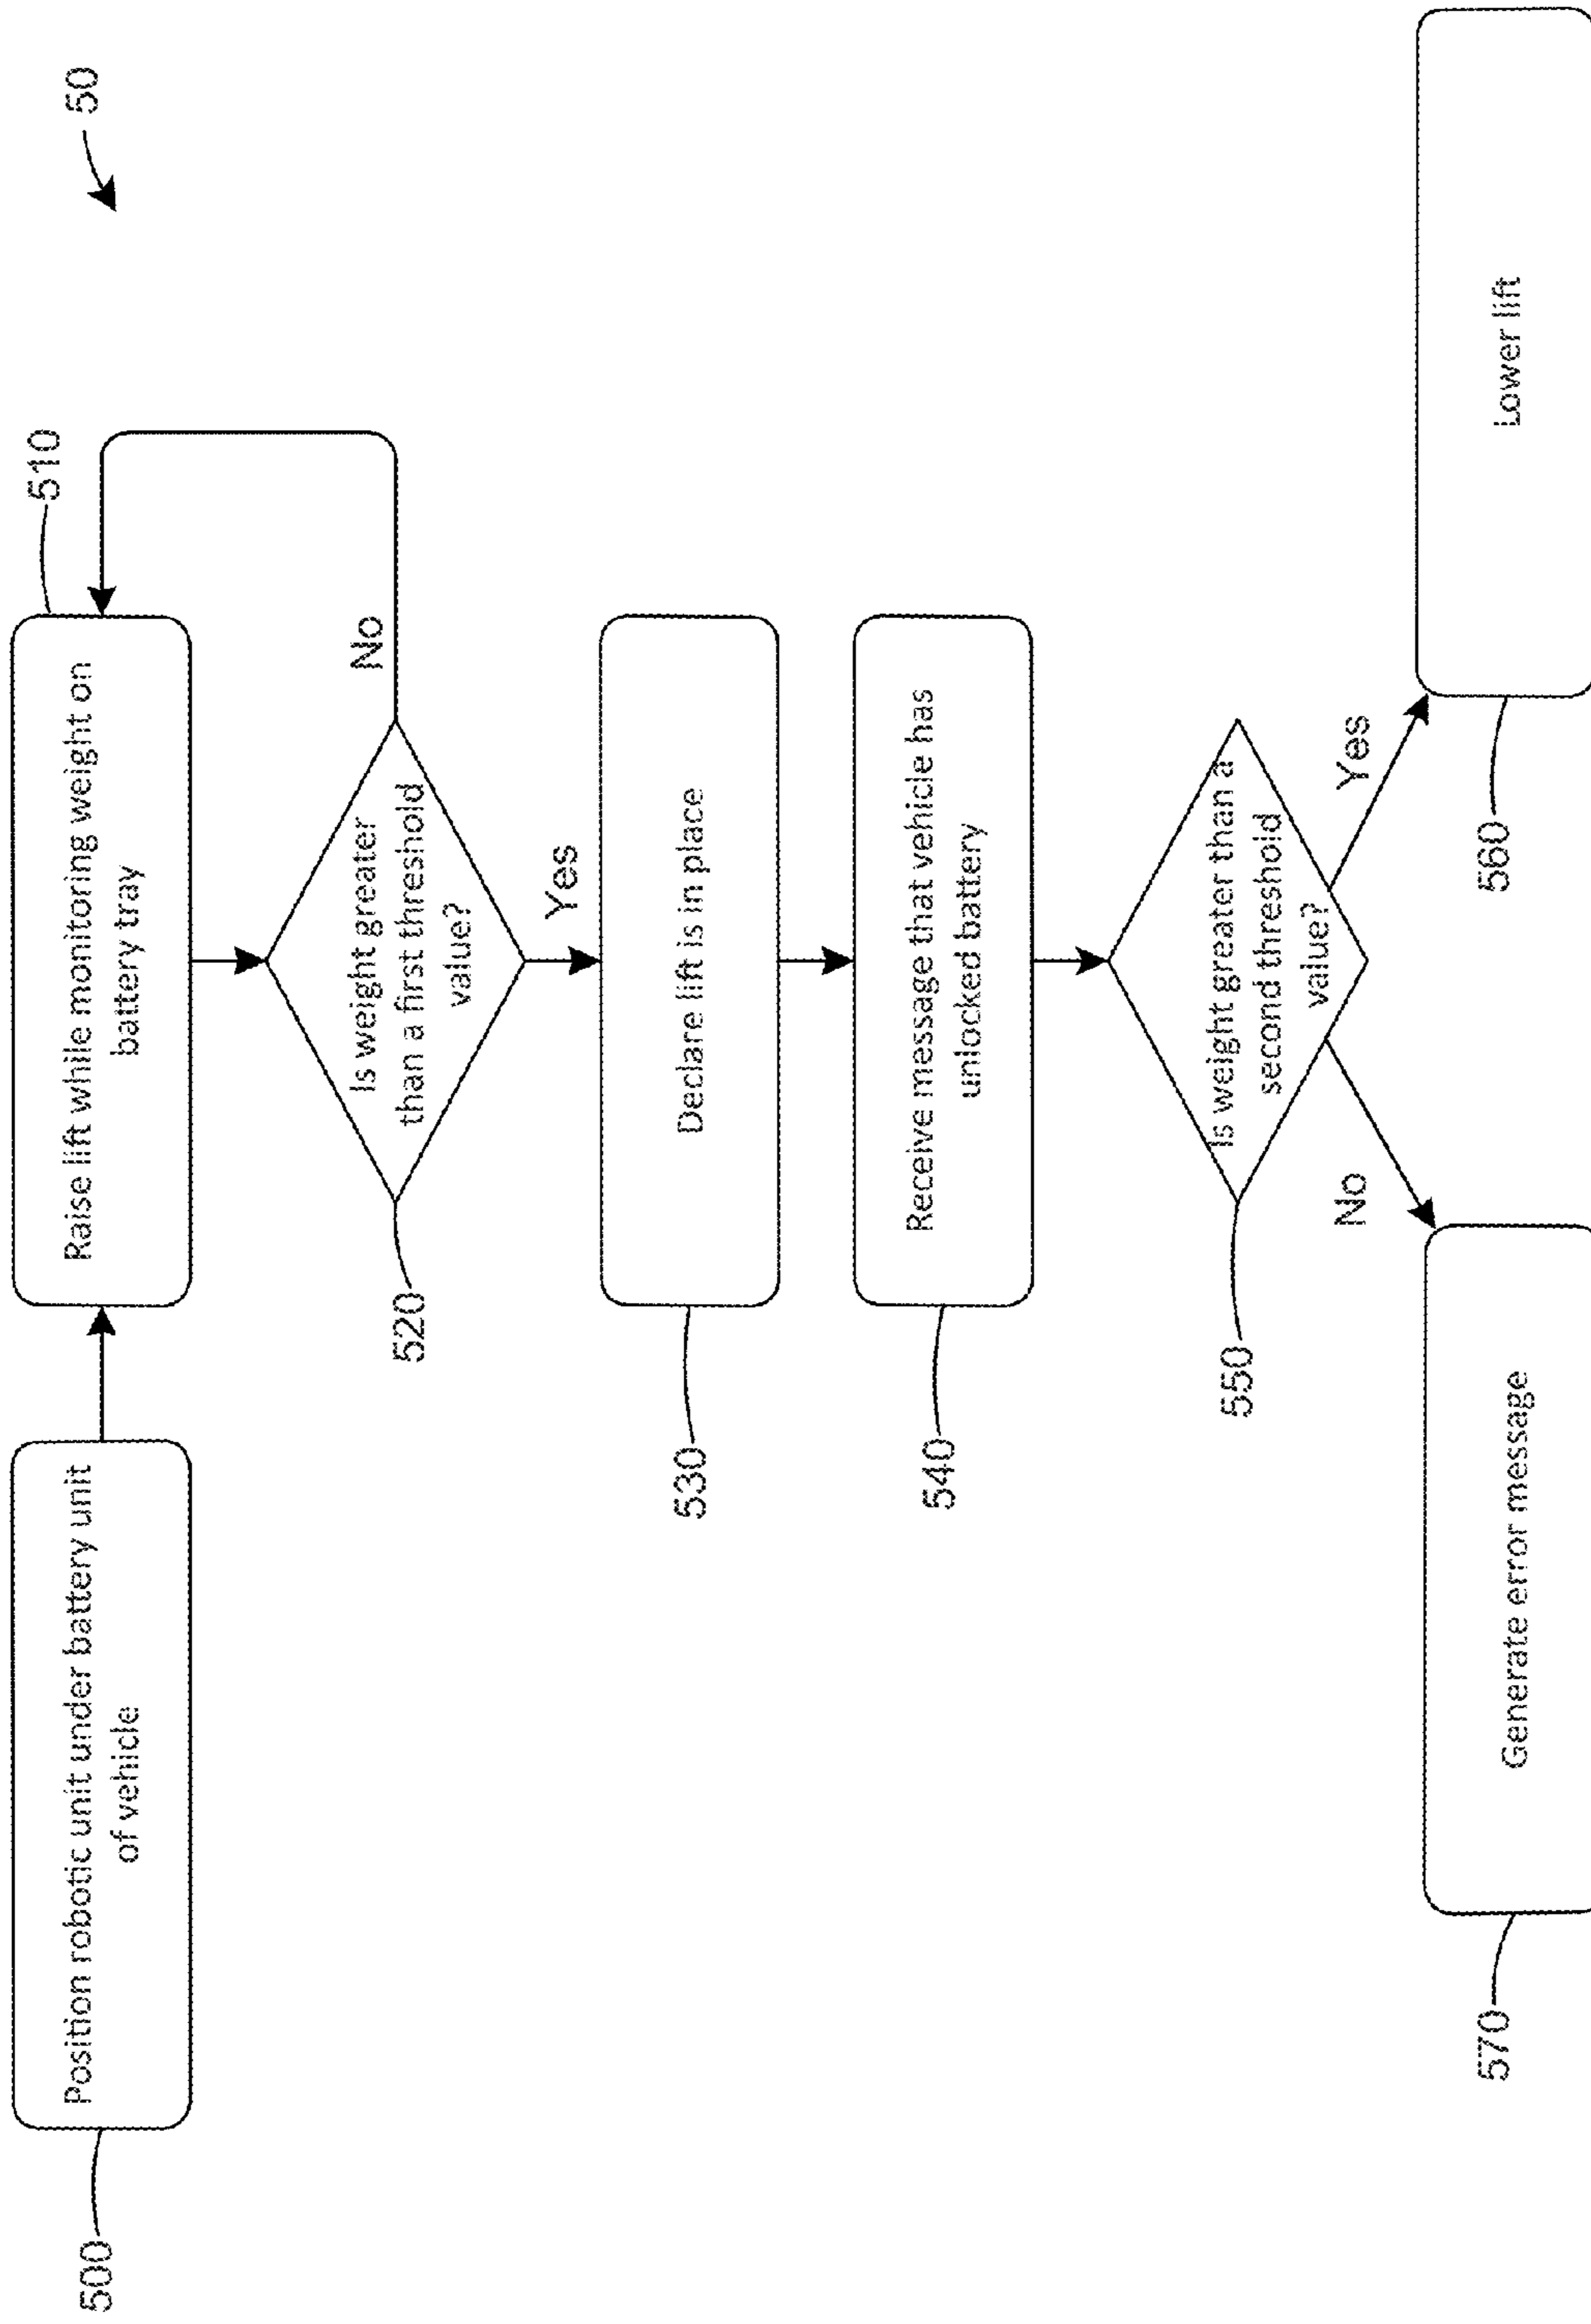 50
500
Position robotic unit under battery unit
of vehicle
510
Raise lift while monitoring weight on
battery tray
520
Is weight greater
than a first threshold
value?
No
Yes
530
Declare lift is in place
540
Receive message that vehicle has
unlocked battery
550
Is weight greater than a
second threshold
value?
No
Yes
570
Generate error message
560
Lower lift